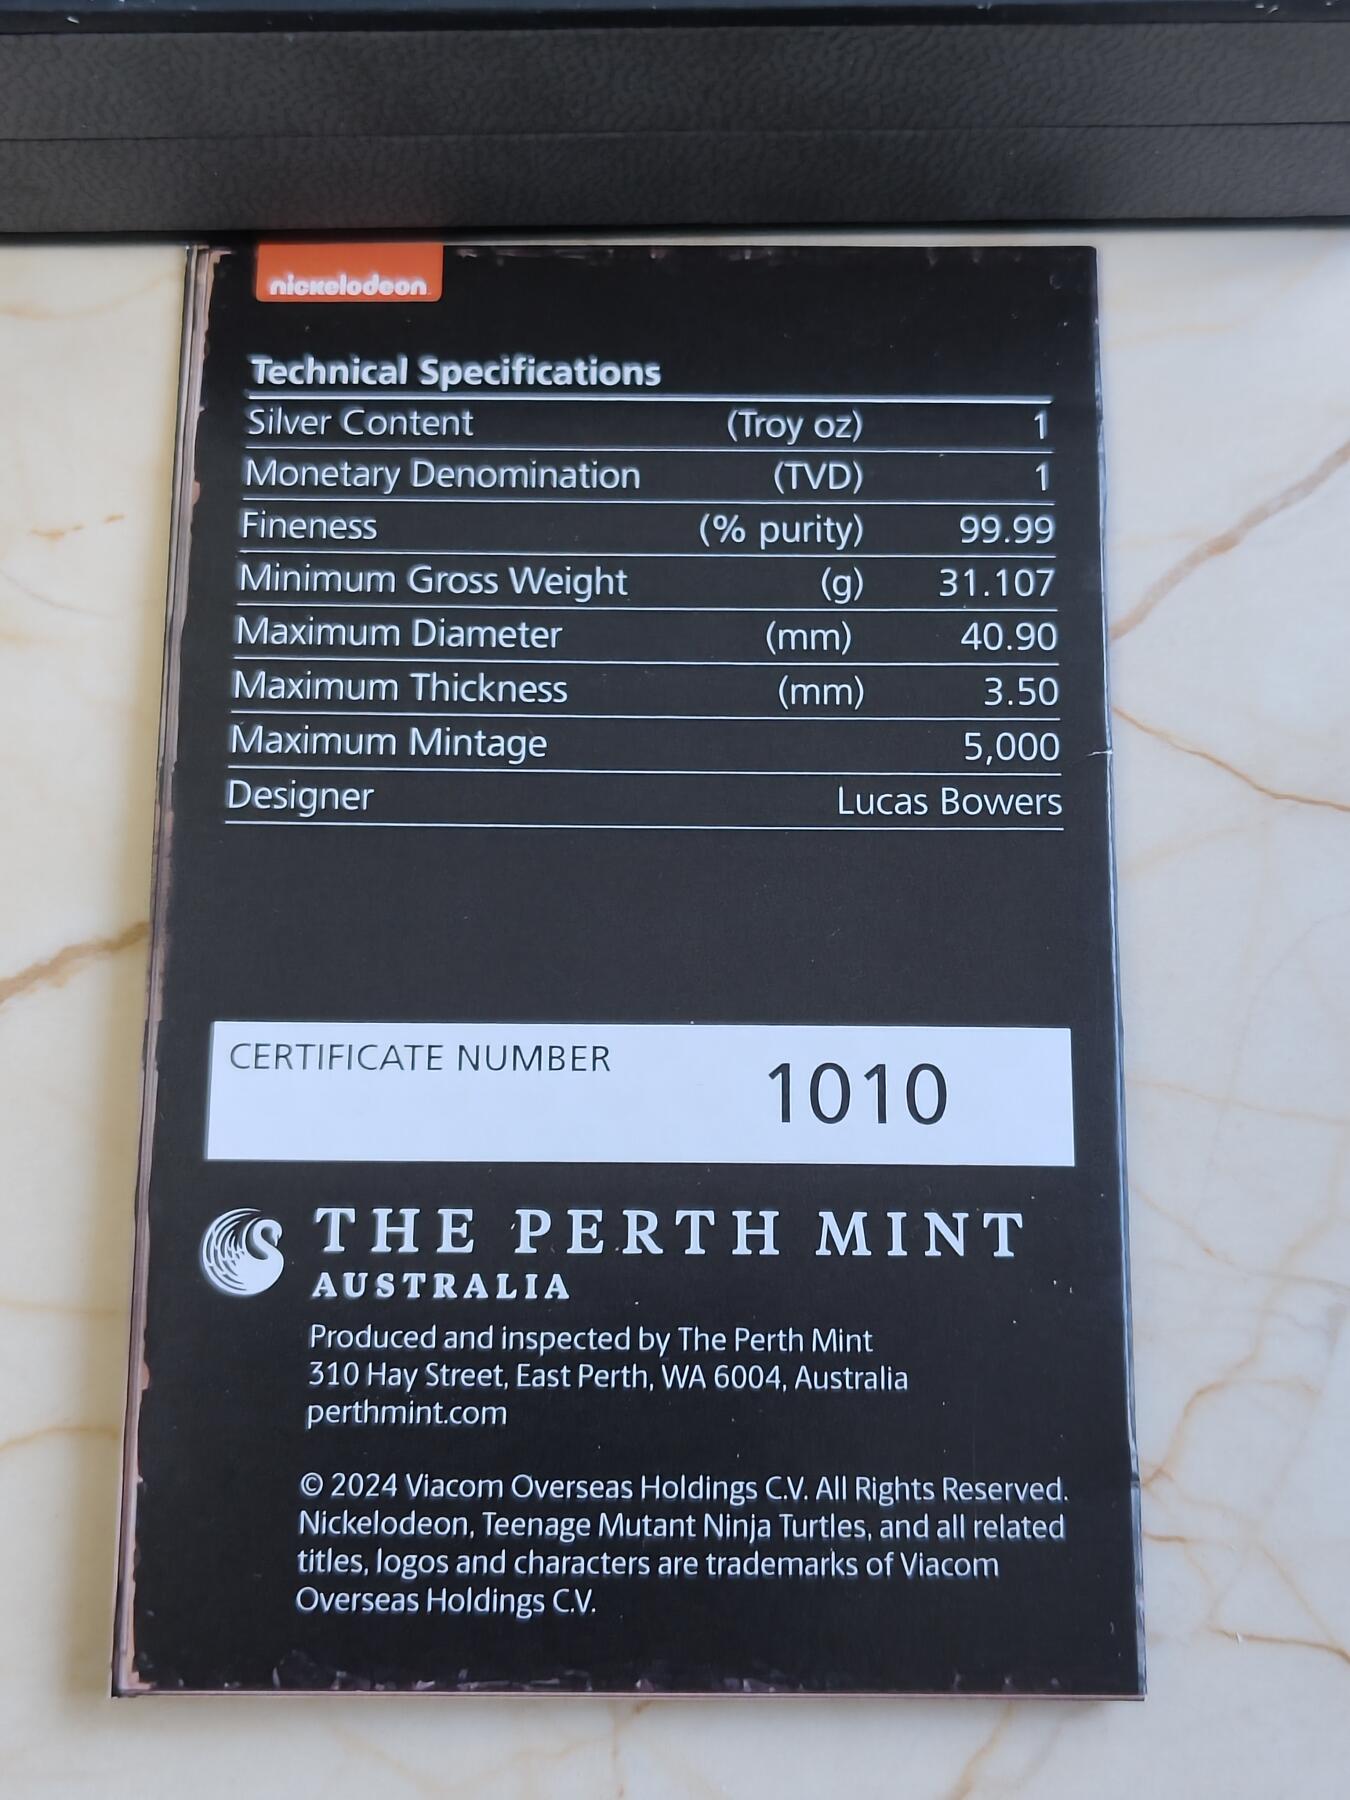 nickelodeon
Technical Specifications
Silver Content (Troy oz) 1
Monetary Denomination (TVD) 1
Fineness (% purity) 99.99
Minimum Gross Weight (g) 31.107
Maximum Diameter (mm) 40.90
Maximum Thickness (mm) 3.50
Maximum Mintage 5,000
Designer Lucas Bowers
CERTIFICATE NUMBER 1010
THE PERTH MINT
AUSTRALIA
Produced and inspected by The Perth Mint
310 Hay Street, East Perth, WA 6004, Australia
perthmint.com
© 2024 Viacom Overseas Holdings C.V. All Rights Reserved.
Nickelodeon, Teenage Mutant Ninja Turtles, and all related
titles, logos and characters are trademarks of Viacom
Overseas Holdings C.V.